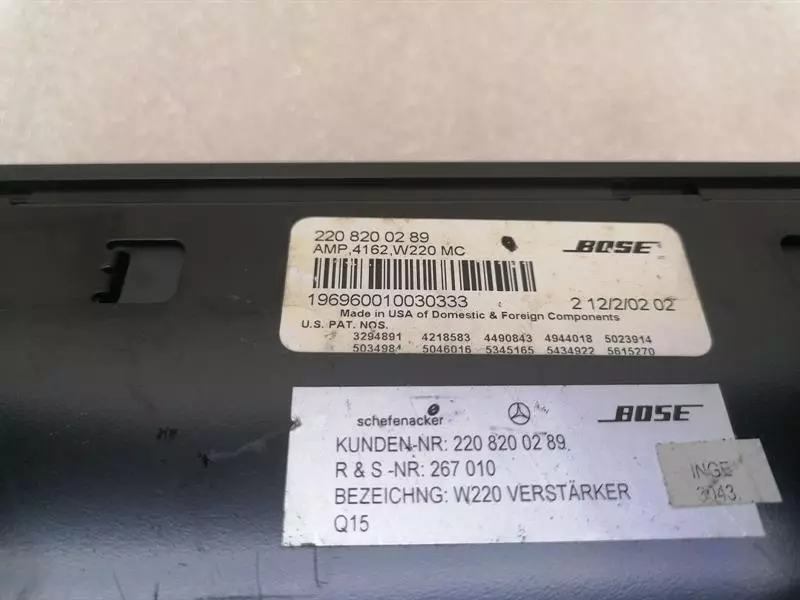 220 820 02 89
AMP,4162,W220 MC
BOSE
196960010030333
2 12/2/02 02
Made in USA of Domestic & Foreign Components
U.S. PAT. NOS.
3294891 4218583 4490843 4944018 5023914
5034984 5046016 5345165 5434922 5615270
schefenacker
BOSE
KUNDEN-NR: 220 820 02 89
R & S -NR: 267 010
BEZEICHNG: W220 VERSTÄRKER
Q15
INGE
3043